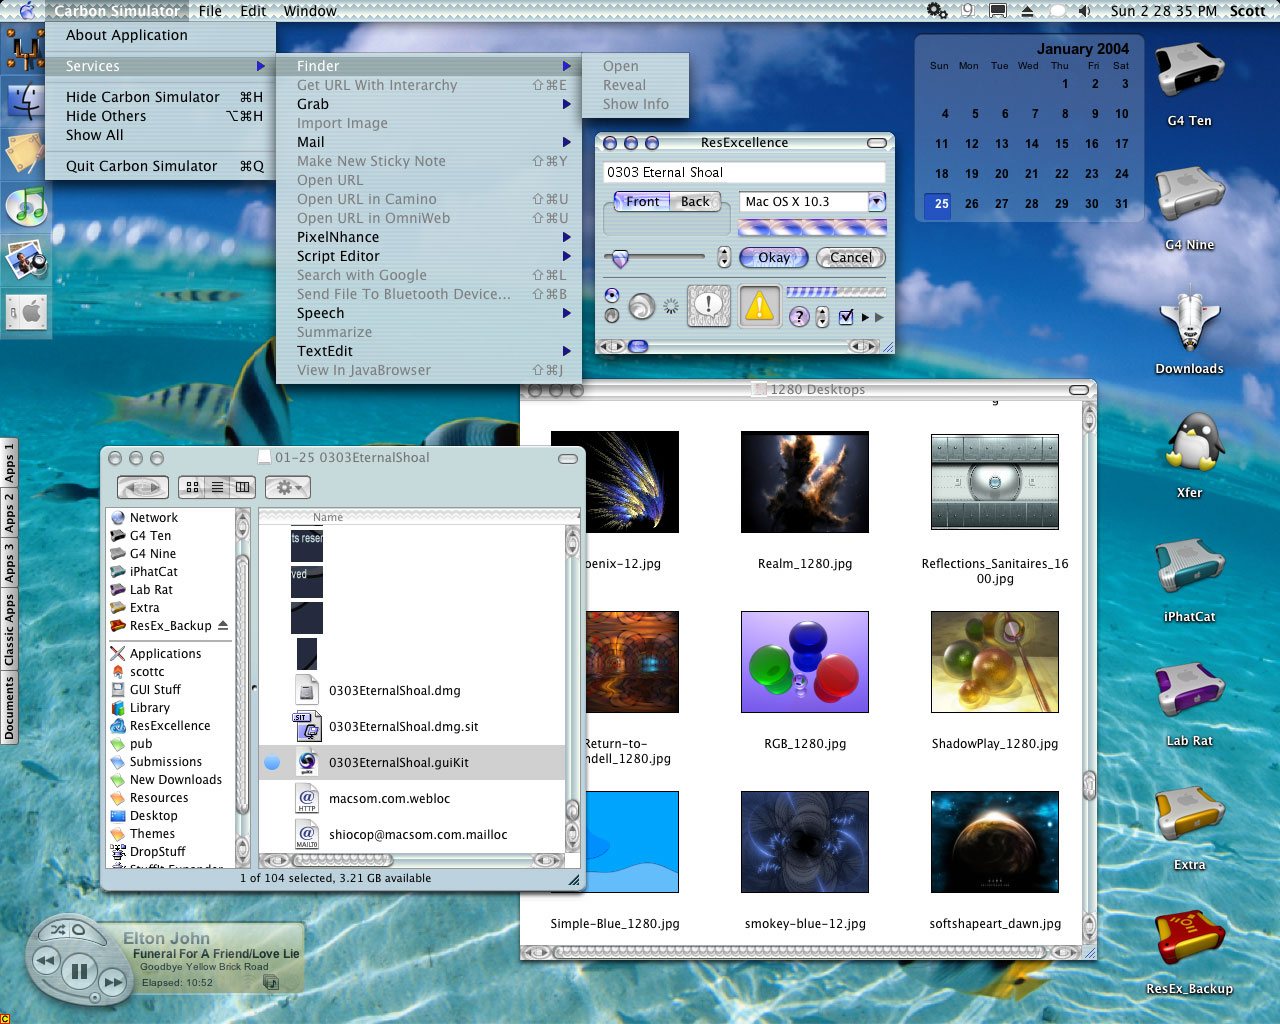 Carbon Simulator File Edit Window
Sun 2 28 35 PM Scott
About Application
Services
Hide Carbon Simulator ⌘H
Hide Others ⌥⌘H
Show All
Quit Carbon Simulator ⌘Q
Finder
Get URL With Interarchy ⇧⌘E
Grab
Import Image
Mail
Make New Sticky Note ⇧⌘Y
Open URL
Open URL in Camino ⇧⌘U
Open URL in OmniWeb ⇧⌘U
PixelNhance
Script Editor
Search with Google ⇧⌘L
Send File To Bluetooth Device... ⇧⌘B
Speech
Summarize
TextEdit
View In JavaBrowser ⇧⌘J
Open
Reveal
Show Info
ResExcellence
0303 Eternal Shoal
Front Back
Mac OS X 10.3
Okay Cancel
January 2004
Sun Mon Tue Wed Thu Fri Sat
1 2 3
4 5 6 7 8 9 10
11 12 13 14 15 16 17
18 19 20 21 22 23 24
25 26 27 28 29 30 31
G4 Ten
G4 Nine
Downloads
Xfer
iPhatCat
Lab Rat
Extra
ResEx_Backup
Apps 1
Apps 2
Apps 3
Classic Apps
Documents
1280 Desktops
oenix-12.jpg
Realm_1280.jpg
Reflections_Sanitaires_16
00.jpg
Return-to-
ndell_1280.jpg
RGB_1280.jpg
ShadowPlay_1280.jpg
Simple-Blue_1280.jpg
smokey-blue-12.jpg
softshapeart_dawn.jpg
01-25 0303EternalShoal
Name
Network
G4 Ten
G4 Nine
iPhatCat
Lab Rat
Extra
ResEx_Backup
Applications
scottc
GUI Stuff
Library
ResExcellence
pub
Submissions
New Downloads
Resources
Desktop
Themes
DropStuff
StuffIt Expander
ts reser
ved
0303EternalShoal.dmg
.SIT
0303EternalShoal.dmg.sit
guiKit
0303EternalShoal.guiKit
HTTP
macsom.com.webloc
MAILTO
shiocop@macsom.com.mailloc
1 of 104 selected, 3.21 GB available
Elton John
Funeral For A Friend/Love Lie
Goodbye Yellow Brick Road
Elapsed: 10:52